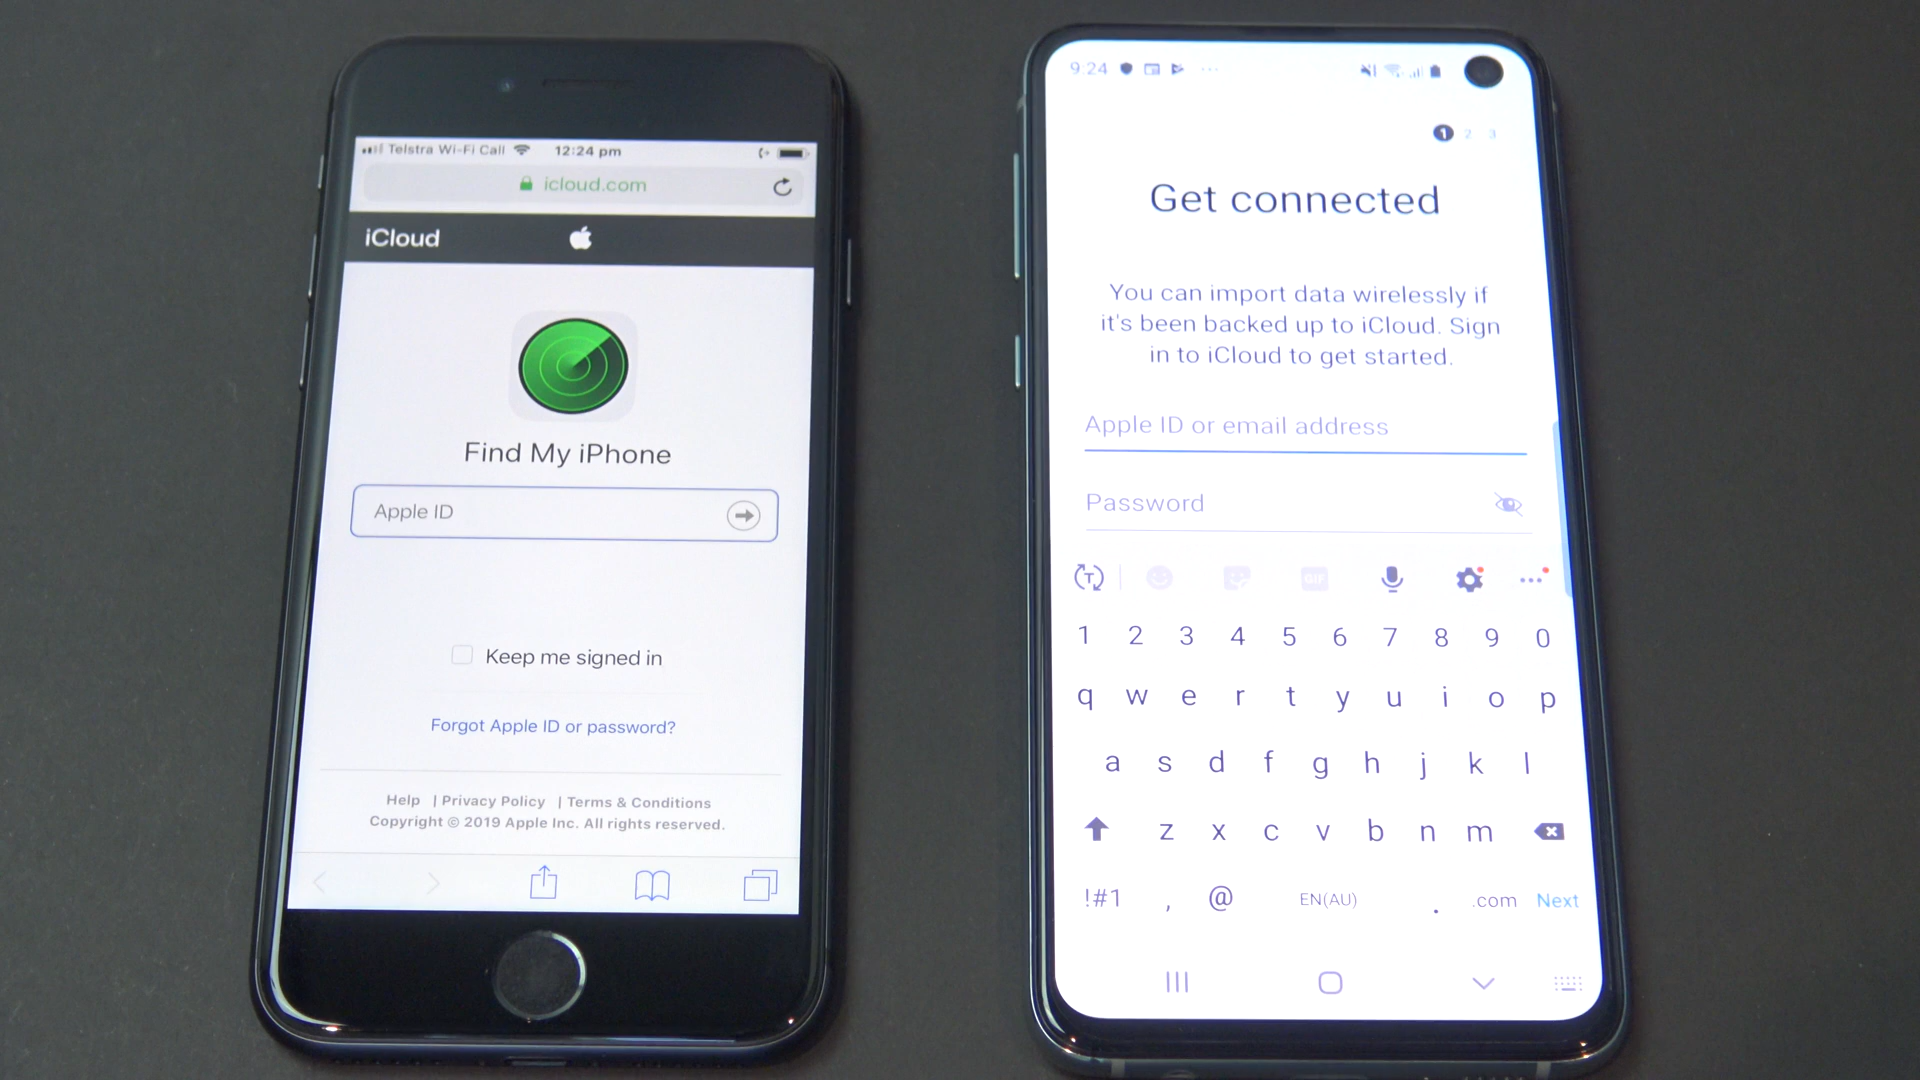 Telstra Wi-Fi Call 12:24 pm
icloud.com
iCloud
Find My iPhone
Apple ID
Keep me signed in
Forgot Apple ID or password?
Help | Privacy Policy | Terms & Conditions
Copyright © 2019 Apple Inc. All rights reserved.
9:24
1 2 3
Get connected
You can import data wirelessly if
it's been backed up to iCloud. Sign
in to iCloud to get started.
Apple ID or email address
Password
T GIF
1 2 3 4 5 6 7 8 9 0
q w e r t y u i o p
a s d f g h j k l
z x c v b n m
!#1 , @ EN(AU) . .com Next